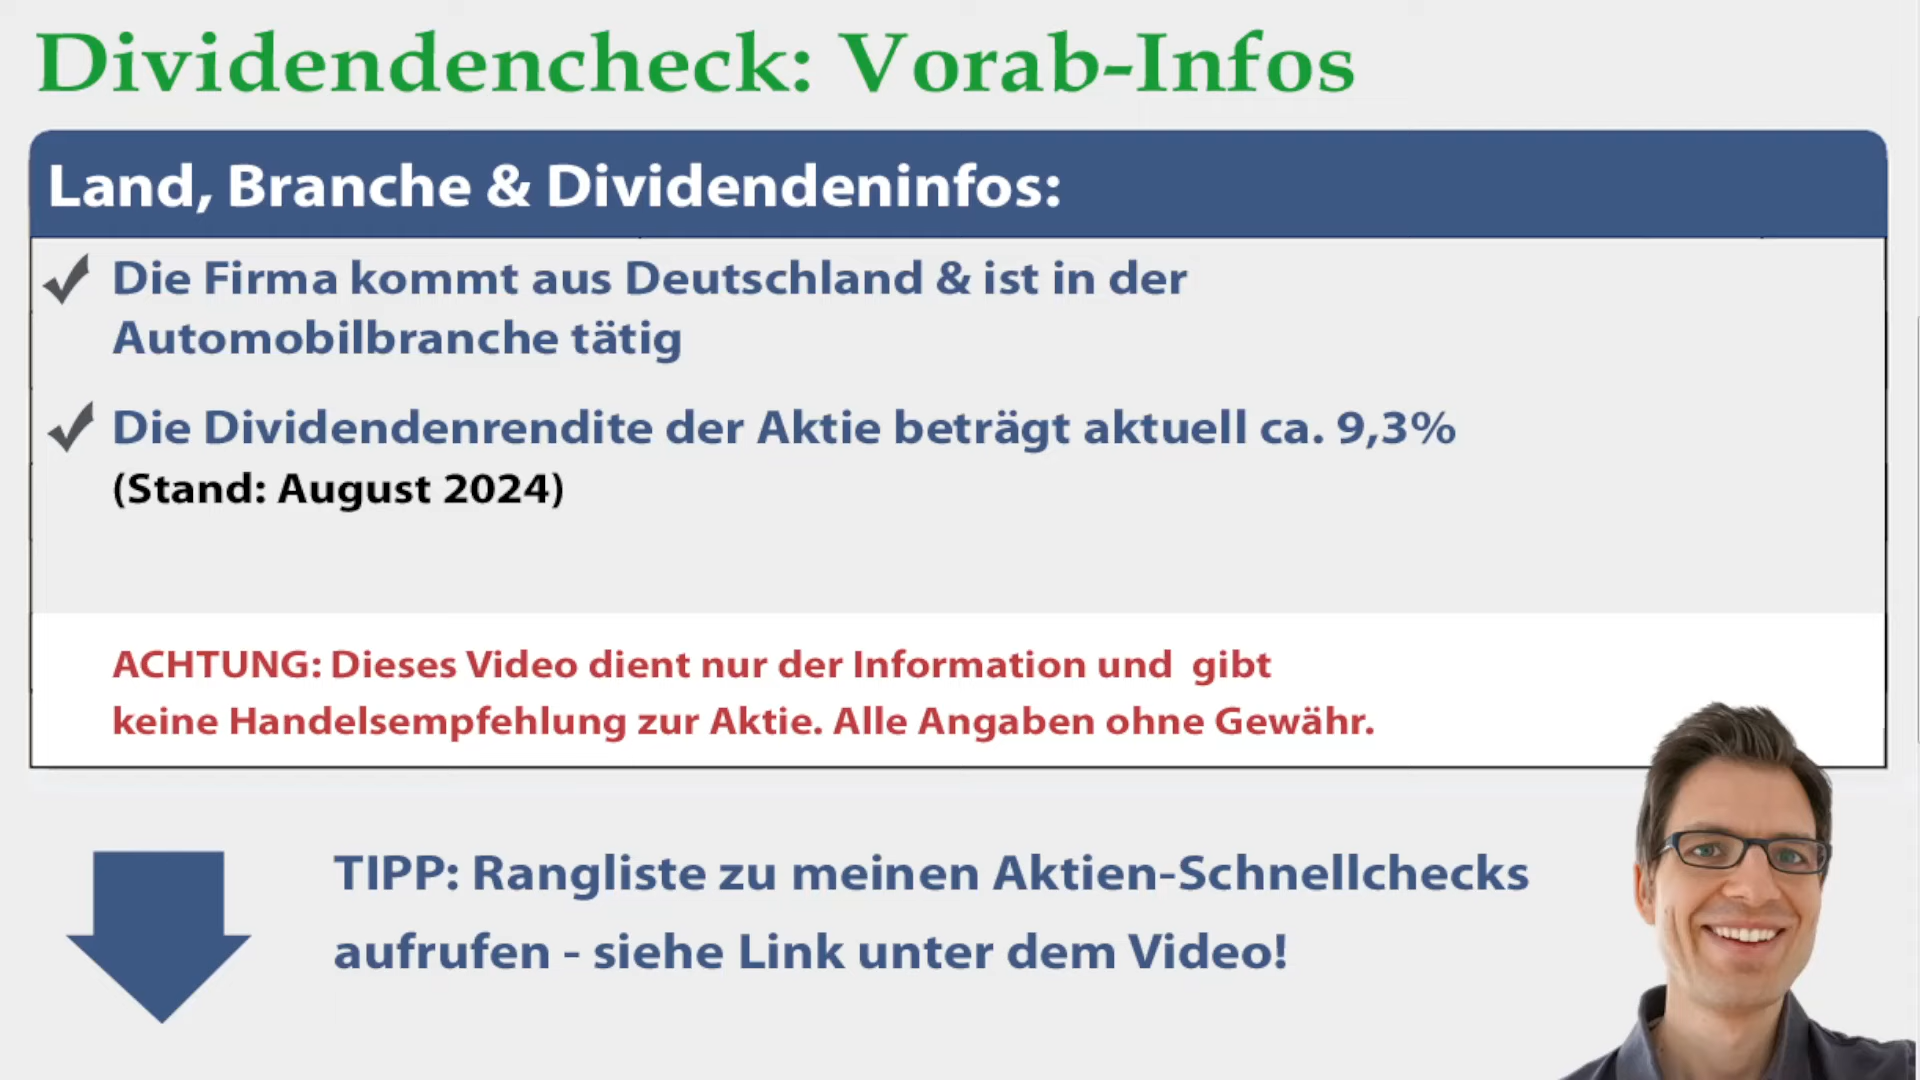 Dividendencheck: Vorab-Infos
Land, Branche & Dividendeninfos:
Die Firma kommt aus Deutschland & ist in der
Automobilbranche tätig
Die Dividendenrendite der Aktie beträgt aktuell ca. 9,3%
(Stand: August 2024)
ACHTUNG: Dieses Video dient nur der Information und gibt
keine Handelsempfehlung zur Aktie. Alle Angaben ohne Gewähr.
TIPP: Rangliste zu meinen Aktien-Schnellchecks
aufrufen - siehe Link unter dem Video!